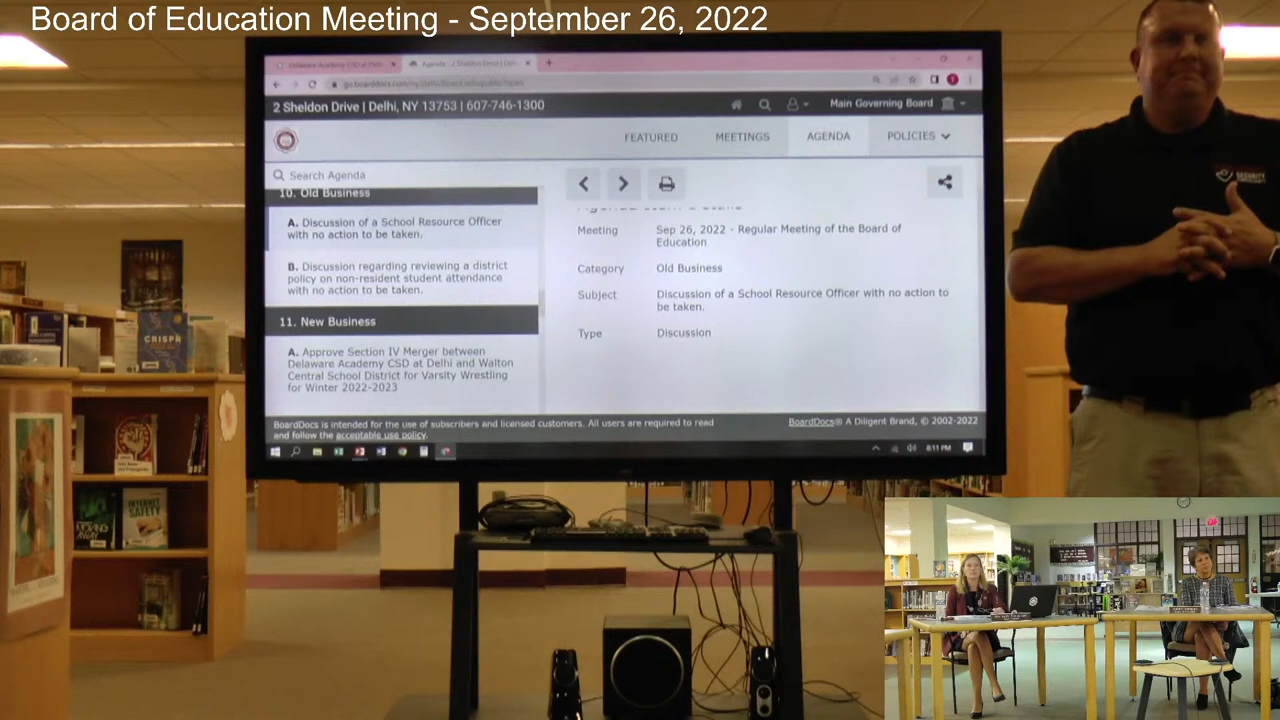 Board of Education Meeting - September 26, 2022
2 Sheldon Drive | Delhi, NY 13753 | 607-746-1300
Main Governing Board
FEATURED
MEETINGS
AGENDA
POLICIES
Search Agenda
10. Old Business
A. Discussion of a School Resource Officer
with no action to be taken.
B. Discussion regarding reviewing a district
policy on non-resident student attendance
with no action to be taken.
11. New Business
A. Approve Section IV Merger between
Delaware Academy CSD at Delhi and Walton
Central School District for Varsity Wrestling
for Winter 2022-2023
Meeting
Sep 26, 2022 - Regular Meeting of the Board of
Education
Category
Old Business
Subject
Discussion of a School Resource Officer with no action to
be taken.
Type
Discussion
BoardDocs is intended for the use of subscribers and licensed customers. All users are required to read
and follow the acceptable use policy.
BoardDocs® A Diligent Brand, © 2002-2022
8:11 PM
SECURITY
CRISPR
INTERNET
SAFETY